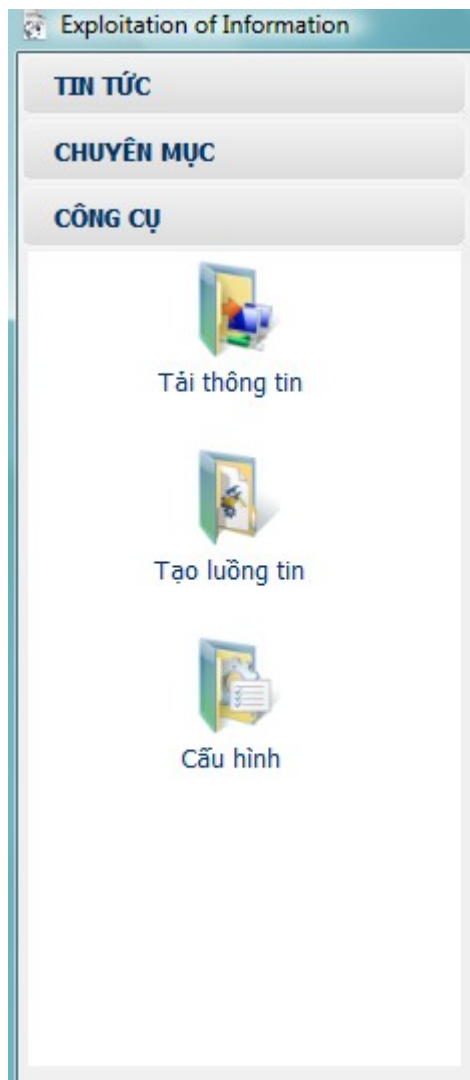 Exploitation of Information
TIN TỨC
CHUYÊN MỤC
CÔNG CỤ
Tải thông tin
Tạo luồng tin
Cấu hình